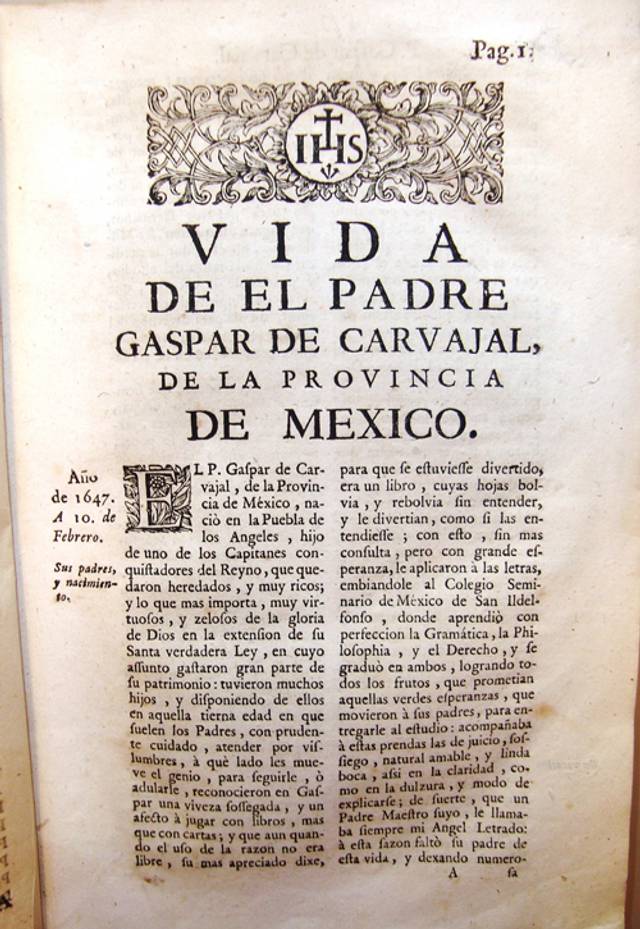 Pag.1.
IHS
VIDA
DE EL PADRE
GASPAR DE CARVAJAL,
DE LA PROVINCIA
DE MEXICO.
Año
de 1647.
A 10. de
Febrero.
Sus padres,
y nacimien-
to.
EL P. Gaſpar de Car-
vajal, de la Provin-
cia de México, na-
ciò en la Puebla de
los Angeles, hijo
de uno de los Capitanes con-
quiſtadores del Reyno, que que-
daron heredados, y muy ricos;
y lo que mas importa, muy vir-
tuoſos, y zeloſos de la gloria
de Dios en la extenſion de ſu
Santa verdadera Ley, en cuyo
aſſunto gaſtaron gran parte de
ſu patrimonio: tuvieron muchos
hijos, y diſponiendo de ellos
en aquella tierna edad en que
ſuelen los Padres, con pruden-
te cuidado, atender por viſ-
lumbres, à què lado les mue-
ve el genio, para ſeguirle, ò
adularle, reconocieron en Gaſ-
par una viveza ſoſſegada, y un
afecto à jugar con libros, mas
que con cartas; y que aun quan-
do el uſo de la razon no era
libre, ſu mas apreciado dixe,
para que ſe eſtuvieſſe divertido,
era un libro, cuyas hojas bol-
via, y rebolvia ſin entender,
y le divertian, como ſi las en-
tendieſſe; con eſto, ſin mas
conſulta, pero con grande eſ-
peranza, le aplicaron à las letras,
embiandole al Colegio Semi-
nario de México de San Ildel-
fonſo, donde aprendiò con
perfeccion la Gramática, la Phi-
loſophia, y el Derecho, y ſe
graduò en ambos, logrando to-
dos los frutos, que prometian
aquellas verdes eſperanzas, que
movieron à ſus padres, para en-
tregarle al eſtudio: acompañaba
à eſtas prendas las de juicio, ſoſ-
ſiego, natural amable, y linda
boca, aſsi en la claridad, co-
mo en la dulzura, y modo de
explicarſe; de ſuerte, que un
Padre Maeſtro ſuyo, le llama-
ba ſiempre mi Angel Letrado:
à eſta ſazon faltò ſu padre de
eſta vida, y dexando numero-
A ſa